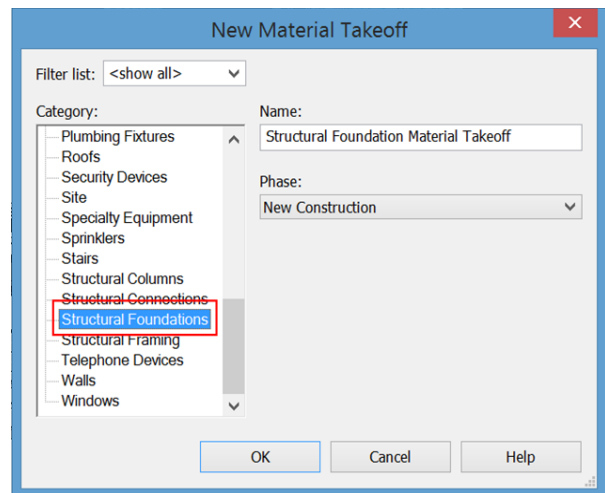 New Material Takeoff
Filter list: <show all>
Category:
Plumbing Fixtures
Roofs
Security Devices
Site
Specialty Equipment
Sprinklers
Stairs
Structural Columns
Structural Connections
Structural Foundations
Structural Framing
Telephone Devices
Walls
Windows
Name:
Structural Foundation Material Takeoff
Phase:
New Construction
OK Cancel Help